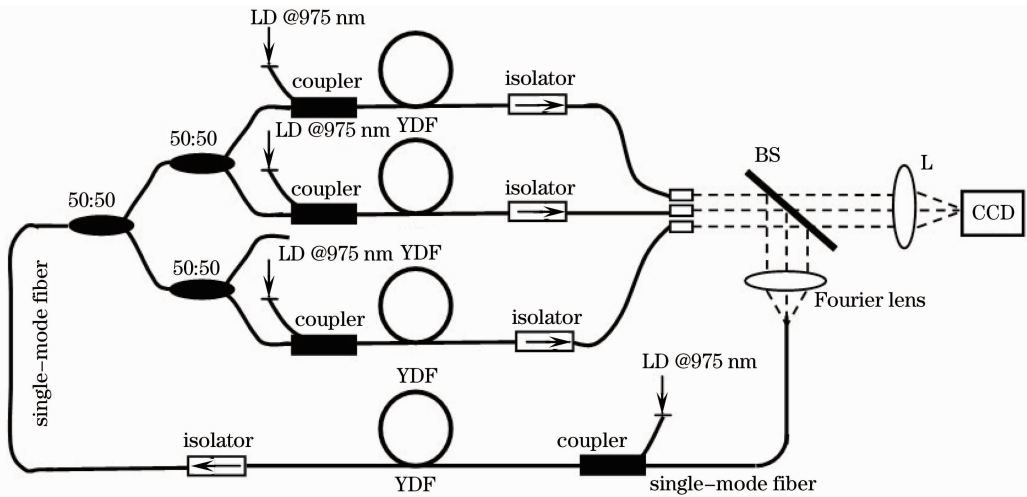 LD @975 nm
coupler
isolator
YDF
50:50
LD @975 nm
BS
L
coupler
isolator
50:50
CCD
50:50
LD @975 nm
YDF
Fourier lens
coupler
isolator
single-mode fiber
LD @975 nm
YDF
isolator
coupler
YDF
single-mode fiber